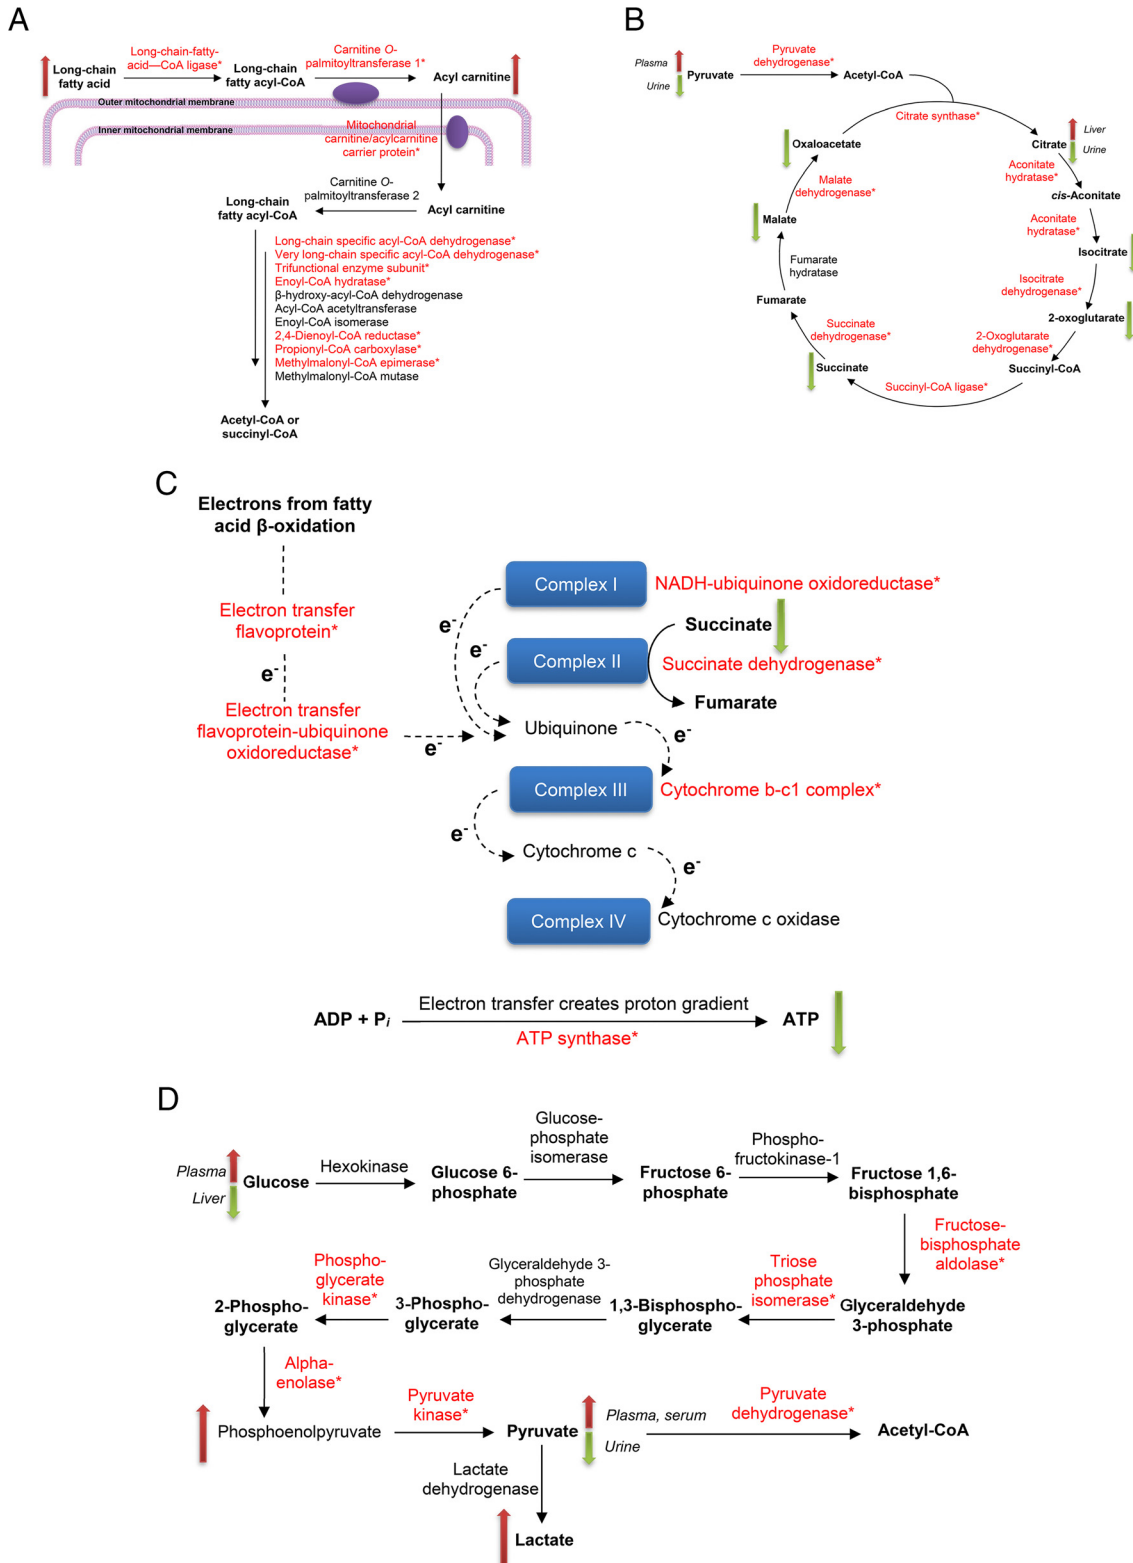 A
Long-chain
fatty acid
Long-chain-fatty-
acid—CoA ligase*
Long-chain
fatty acyl-CoA
Carnitine O-
palmitoyltransferase 1*
Acyl carnitine
Outer mitochondrial membrane
Inner mitochondrial membrane
Mitochondrial
carnitine/acylcarnitine
carrier protein*
Carnitine O-
palmitoyltransferase 2
Long-chain
fatty acyl-CoA
Acyl carnitine
Long-chain specific acyl-CoA dehydrogenase*
Very long-chain specific acyl-CoA dehydrogenase*
Trifunctional enzyme subunit*
Enoyl-CoA hydratase*
β-hydroxy-acyl-CoA dehydrogenase
Acyl-CoA acetyltransferase
Enoyl-CoA isomerase
2,4-Dienoyl-CoA reductase*
Propionyl-CoA carboxylase*
Methylmalonyl-CoA epimerase*
Methylmalonyl-CoA mutase
Acetyl-CoA or
succinyl-CoA
B
Plasma
Urine
Pyruvate
Pyruvate
dehydrogenase*
Acetyl-CoA
Citrate synthase*
Oxaloacetate
Citrate
Liver
Urine
Aconitate
hydratase*
cis-Aconitate
Aconitate
hydratase*
Isocitrate
Isocitrate
dehydrogenase*
2-oxoglutarate
2-Oxoglutarate
dehydrogenase*
Succinyl-CoA
Succinyl-CoA ligase*
Succinate
Succinate
dehydrogenase*
Fumarate
Fumarate
hydratase
Malate
Malate
dehydrogenase*
C
Electrons from fatty
acid β-oxidation
Electron transfer
flavoprotein*
e-
Electron transfer
flavoprotein-ubiquinone
oxidoreductase*
e-
Complex I
NADH-ubiquinone oxidoreductase*
e-
e-
Succinate
Complex II
Succinate dehydrogenase*
Fumarate
Ubiquinone
e-
Complex III
Cytochrome b-c1 complex*
e-
Cytochrome c
e-
Complex IV
Cytochrome c oxidase
ADP + Pi
Electron transfer creates proton gradient
ATP synthase*
ATP
D
Plasma
Liver
Glucose
Hexokinase
Glucose 6-
phosphate
Glucose-
phosphate
isomerase
Fructose 6-
phosphate
Phospho-
fructokinase-1
Fructose 1,6-
bisphosphate
Fructose-
bisphosphate
aldolase*
Glyceraldehyde
3-phosphate
Triose
phosphate
isomerase*
1,3-Bisphospho-
glycerate
Glyceraldehyde 3-
phosphate
dehydrogenase
3-Phospho-
glycerate
Phospho-
glycerate
kinase*
2-Phospho-
glycerate
Alpha-
enolase*
Phosphoenolpyruvate
Pyruvate
kinase*
Pyruvate
Plasma, serum
Urine
Pyruvate
dehydrogenase*
Acetyl-CoA
Lactate
dehydrogenase
Lactate